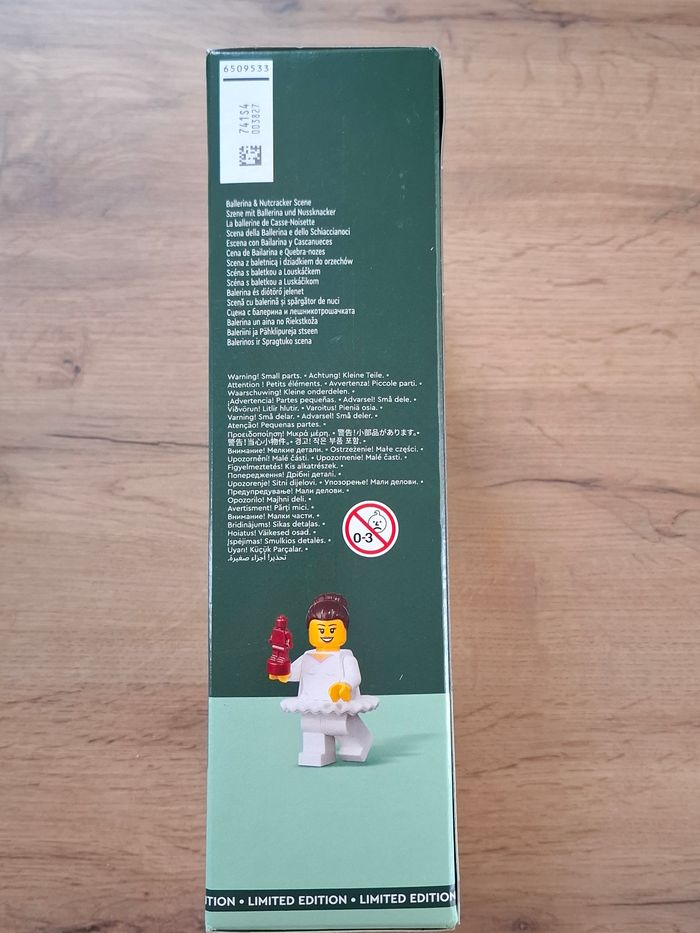 6509533
741S4
003827
Ballerina & Nutcracker Scene
Szene mit Ballerina und Nussknacker
La ballerine de Casse-Noisette
Scena della Ballerina e dello Schiaccianoci
Escena con Bailarina y Cascanueces
Cena de Bailarina e Quebra-nozes
Scena z baletnicą i dziadkiem do orzechów
Scéna s baletkou a Louskáčkem
Scéna s baletkou a Luskáčikom
Balerina és diótörő jelenet
Scenă cu balerină și spărgător de nuci
Сцена с балерина и лешникотрошачката
Balerīna un aina no Riekstkoža
Baleriini ja Pähklipureja stseen
Balerinos ir Spragtuko scena
Warning! Small parts. • Achtung! Kleine Teile. •
Attention ! Petits éléments. • Avvertenza! Piccole parti. •
Waarschuwing! Kleine onderdelen. •
¡Advertencia! Partes pequeñas. • Advarsel! Små dele. •
Viðvörun! Litlir hlutir. • Varoitus! Pieniä osia. •
Varning! Små delar. • Advarsel! Små deler. •
Atenção! Pequenas partes. •
Προειδοποίηση! Μικρά μέρη. • 警告!小部品があります。•
警告!当心小物件。• 경고! 작은 부품 포함. •
Внимание! Мелкие детали. • Ostrzeżenie! Małe części. •
Upozornění! Malé části. • Upozornenie! Malé časti. •
Figyelmeztetés! Kis alkatrészek. •
Попередження! Дрібні деталі. •
Upozorenje! Sitni dijelovi. • Упозорење! Мали делови. •
Предупредување! Мали делови. •
Opozorilo! Majhni deli. •
Avertisment! Părți mici. •
Внимание! Малки части. •
Brīdinājums! Sīkas detaļas. •
Hoiatus! Väikesed osad. •
Įspėjimas! Smulkios detalės. •
Uyarı! Küçük Parçalar. •
تحذير! أجزاء صغيرة.
0-3
ITION • LIMITED EDITION • LIMITED EDITION